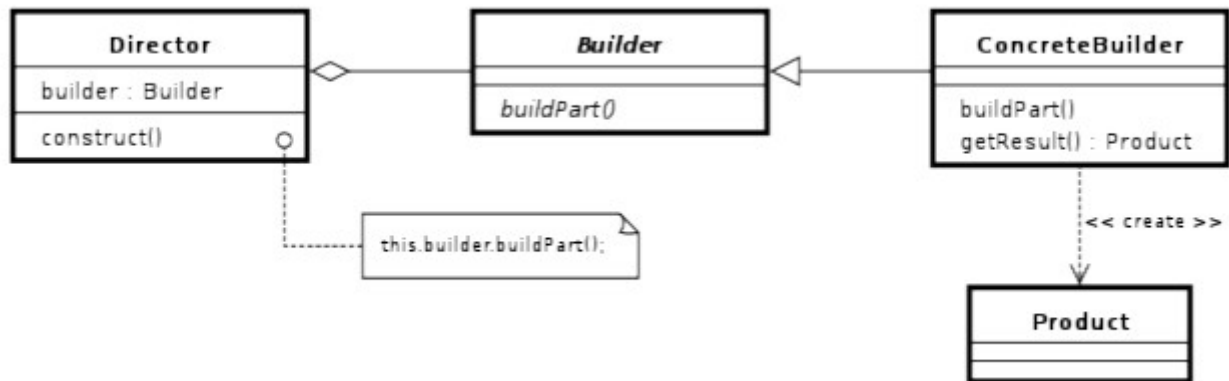 Director
builder : Builder
construct()
Builder
buildPart()
ConcreteBuilder
buildPart()
getResult() : Product
this.builder.buildPart();
<< create >>
Product